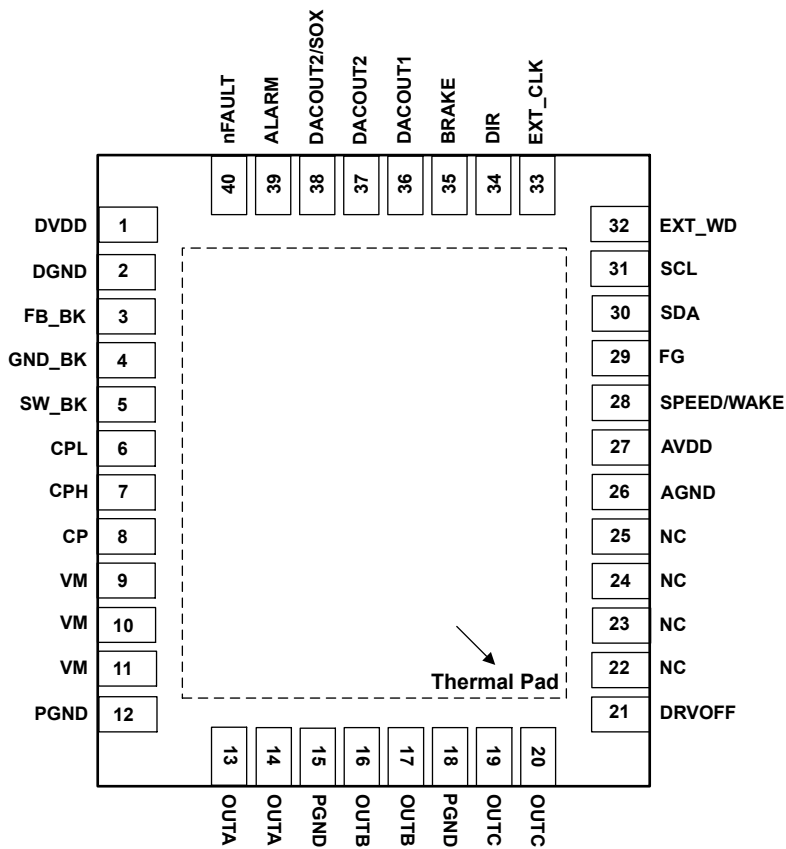 nFAULT
ALARM
DACOUT2/SOX
DACOUT2
DACOUT1
BRAKE
DIR
EXT_CLK
40
39
38
37
36
35
34
33
DVDD 1
DGND 2
FB_BK 3
GND_BK 4
SW_BK 5
CPL 6
CPH 7
CP 8
VM 9
VM 10
VM 11
PGND 12
32 EXT_WD
31 SCL
30 SDA
29 FG
28 SPEED/WAKE
27 AVDD
26 AGND
25 NC
24 NC
23 NC
22 NC
21 DRVOFF
Thermal Pad
13
14
15
16
17
18
19
20
OUTA
OUTA
PGND
OUTB
OUTB
PGND
OUTC
OUTC